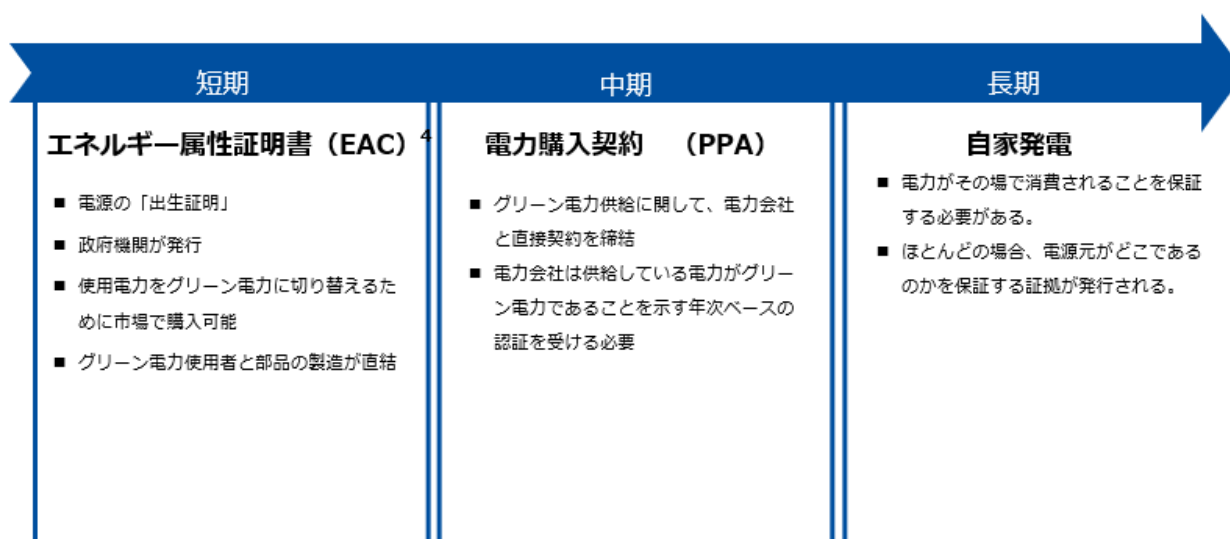 短期
エネルギー属性証明書（EAC）4
■ 電源の「出生証明」
■ 政府機関が発行
■ 使用電力をグリーン電力に切り替えるた
めに市場で購入可能
■ グリーン電力使用者と部品の製造が直結
中期
電力購入契約　（PPA）
■ グリーン電力供給に関して、電力会社
と直接契約を締結
■ 電力会社は供給している電力がグリー
ン電力であることを示す年次ベースの
認証を受ける必要
長期
自家発電
■ 電力がその場で消費されることを保証
する必要がある。
■ ほとんどの場合、電源元がどこである
のかを保証する証拠が発行される。